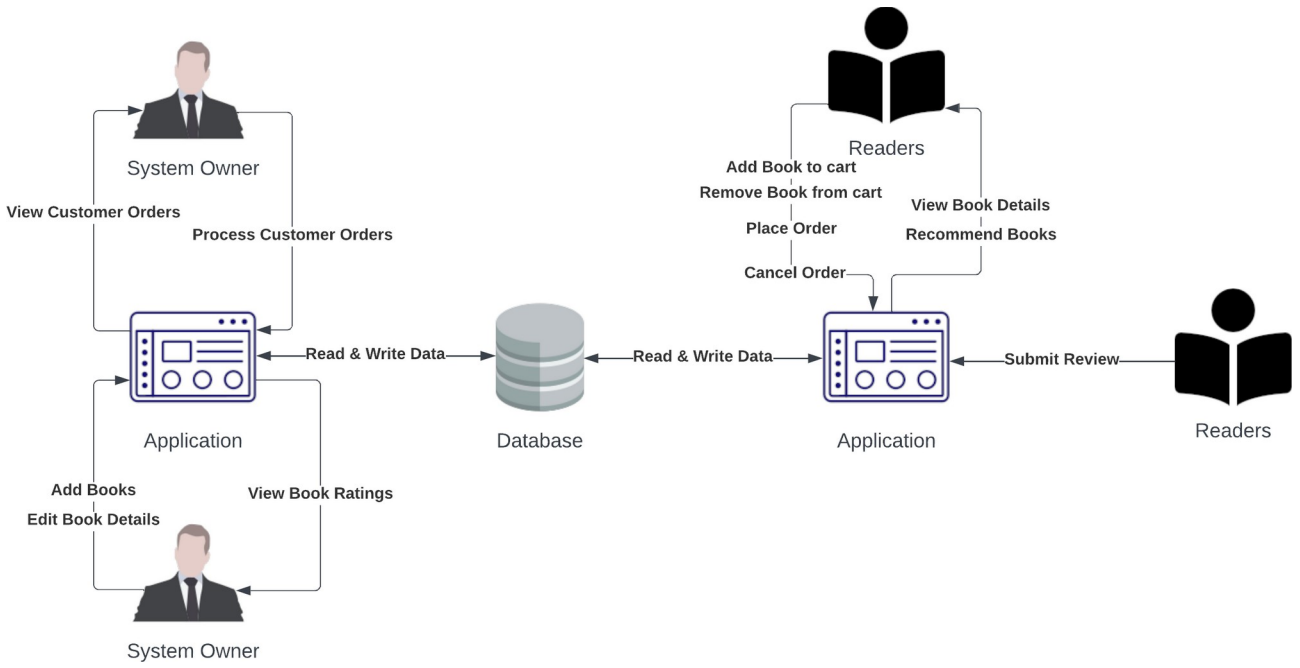 System Owner
View Customer Orders
Process Customer Orders
Application
Read & Write Data
Database
Add Books
Edit Book Details
View Book Ratings
System Owner
Readers
Add Book to cart
Remove Book from cart
Place Order
Cancel Order
View Book Details
Recommend Books
Read & Write Data
Application
Submit Review
Readers